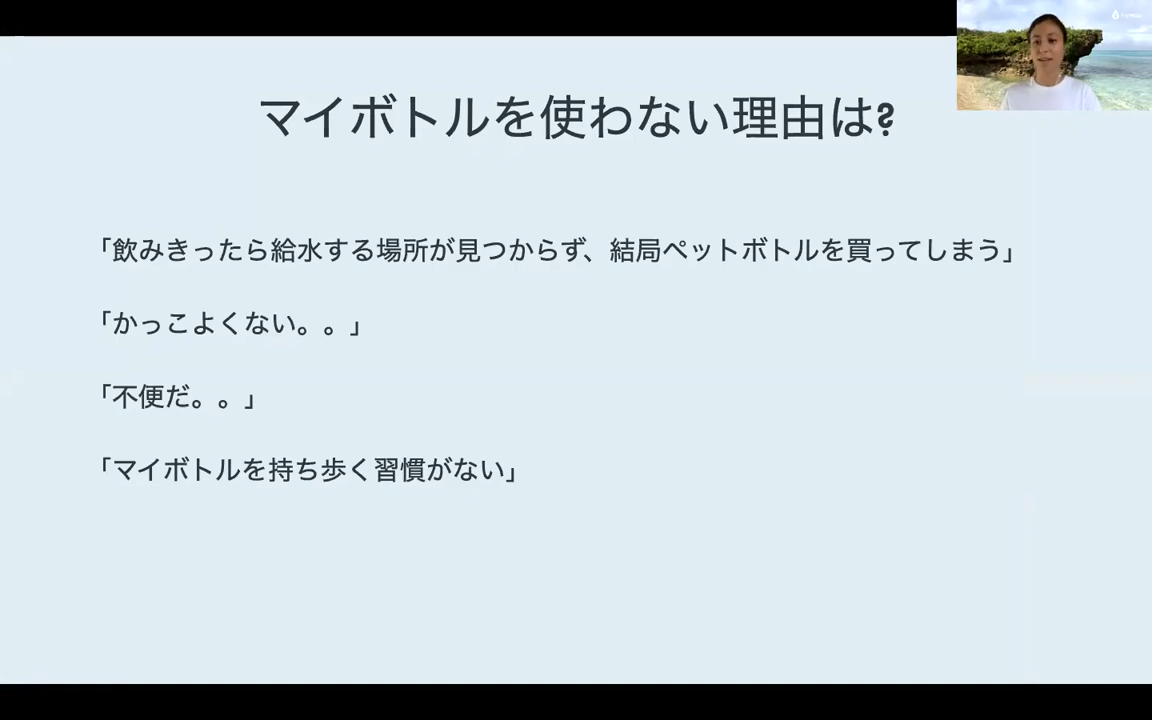 マイボトルを使わない理由は?
「飲みきったら給水する場所が見つからず、結局ペットボトルを買ってしまう」
「かっこよくない。。」
「不便だ。。」
「マイボトルを持ち歩く習慣がない」